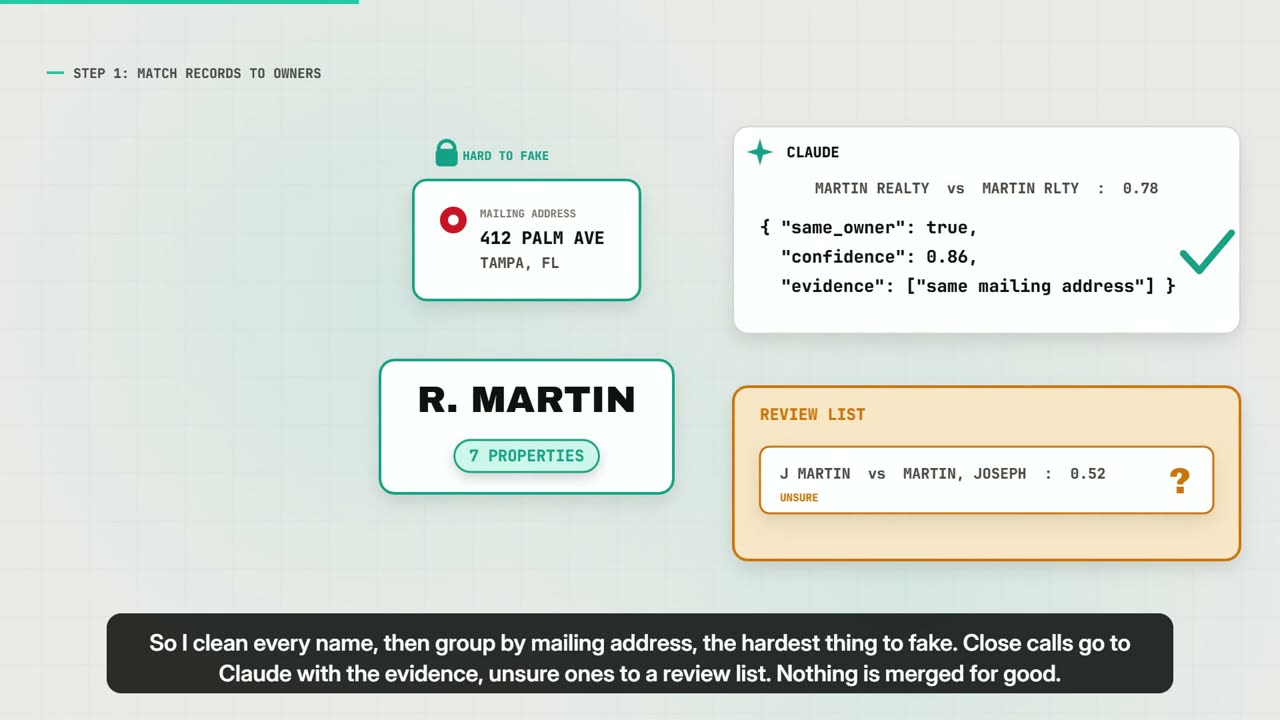 STEP 1: MATCH RECORDS TO OWNERS
HARD TO FAKE
MAILING ADDRESS
412 PALM AVE
TAMPA, FL
R. MARTIN
7 PROPERTIES
CLAUDE
MARTIN REALTY vs MARTIN RLTY : 0.78
{ "same_owner": true,
"confidence": 0.86,
"evidence": ["same mailing address"] }
REVIEW LIST
J MARTIN vs MARTIN, JOSEPH : 0.52
?
UNSURE
So I clean every name, then group by mailing address, the hardest thing to fake. Close calls go to
Claude with the evidence, unsure ones to a review list. Nothing is merged for good.